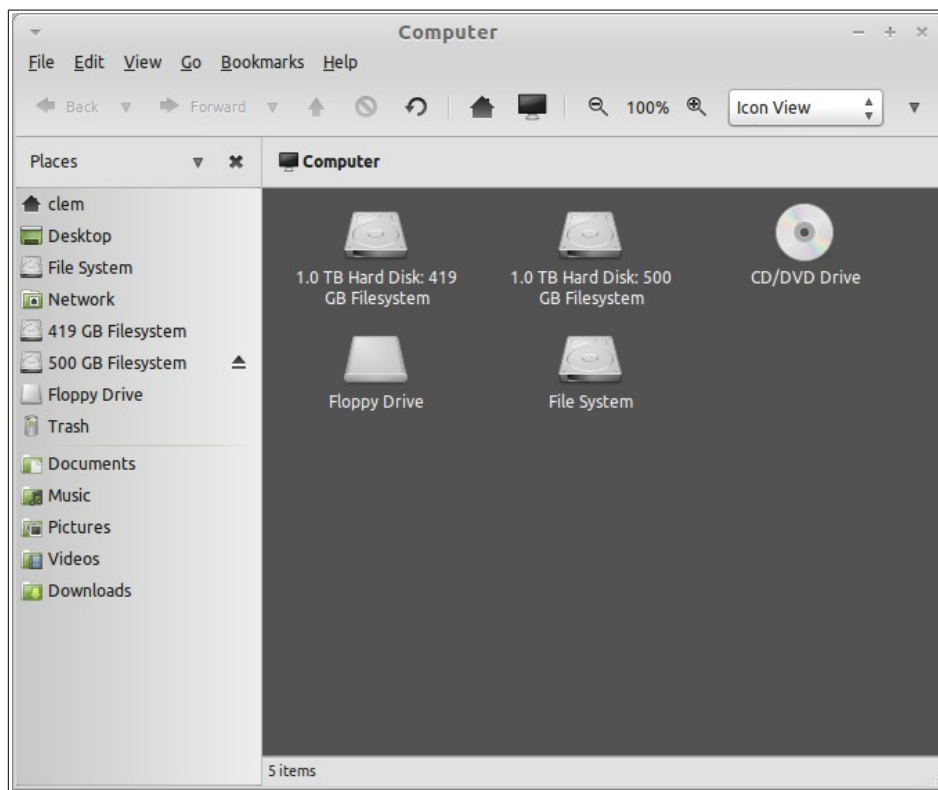 Computer
File Edit View Go Bookmarks Help
Back Forward 100% Icon View
Places
Computer
clem
Desktop
File System
Network
419 GB Filesystem
500 GB Filesystem
Floppy Drive
Trash
Documents
Music
Pictures
Videos
Downloads
1.0 TB Hard Disk: 419
GB Filesystem
1.0 TB Hard Disk: 500
GB Filesystem
CD/DVD Drive
Floppy Drive
File System
5 items